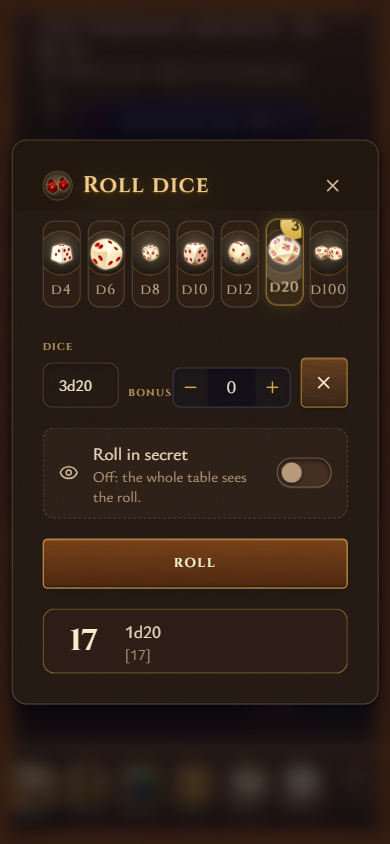 Roll dice
3
D4 D6 D8 D10 D12 D20 D100
DICE
3d20
BONUS
− 0 +
×
Roll in secret
Off: the whole table sees
the roll.
ROLL
17
1d20
[17]